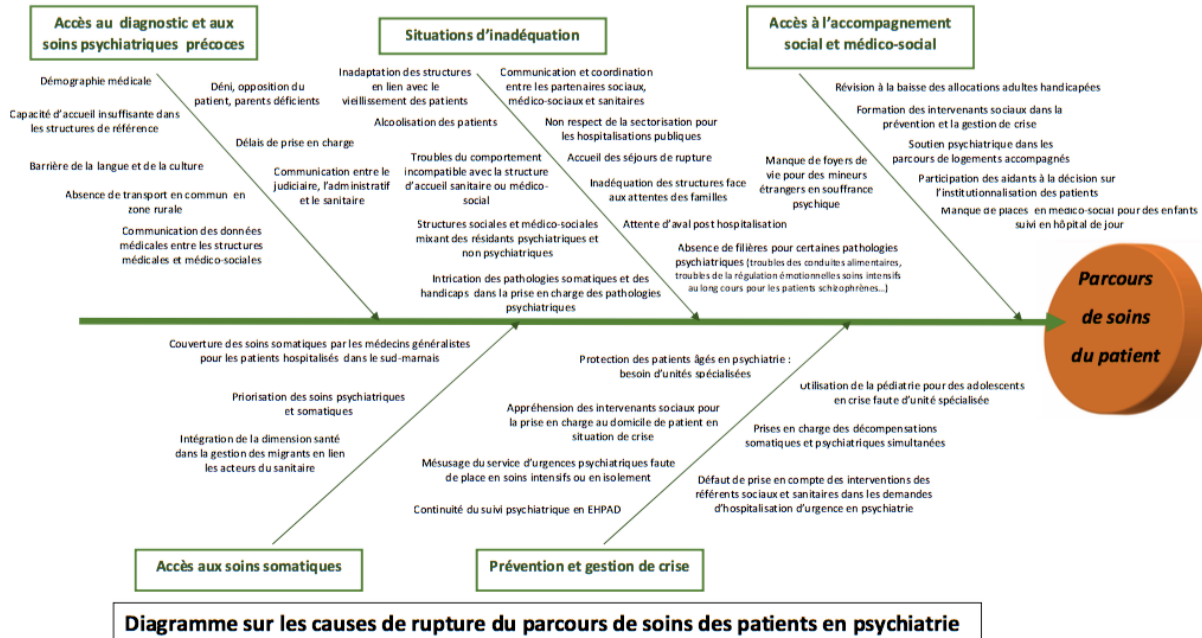 Accès au diagnostic et aux
soins psychiatriques précoces
Démographie médicale
Déni, opposition du
patient, parents déficients
Capacité d'accueil insuffisante dans
les structures de référence
Délais de prise en charge
Barrière de la langue et de la culture
Communication entre le
judiciaire, l'administratif
et le sanitaire
Absence de transport en commun en
zone rurale
Communication des données
médicales entre les structures
médicales et médico-sociales
Situations d'inadéquation
Inadaptation des structures
en lien avec le
vieillissement des patients
Communication et coordination
entre les partenaires sociaux,
médico-sociaux et sanitaires
Alcoolisation des patients
Non respect de la sectorisation pour
les hospitalisations publiques
Troubles du comportement
incompatible avec la structure
d'accueil sanitaire ou médico-
social
Accueil des séjours de rupture
Inadéquation des structures face
aux attentes des familles
Structures sociales et médico-sociales
mixant des résidants psychiatriques et
non psychiatriques
Attente d'aval post hospitalisation
Absence de filières pour certaines pathologies
psychiatriques (troubles des conduites alimentaires,
troubles de la régulation émotionnelles soins intensifs
au long cours pour les patients schizophrènes...)
Intrication des pathologies somatiques et des
handicaps dans la prise en charge des pathologies
psychiatriques
Accès à l'accompagnement
social et médico-social
Révision à la baisse des allocations adultes handicapées
Formation des intervenants sociaux dans la
prévention et la gestion de crise
Soutien psychiatrique dans les
parcours de logements accompagnés
Manque de foyers de
vie pour des mineurs
étrangers en souffrance
psychique
Participation des aidants à la décision sur
l'institutionnalisation des patients
Manque de places en médico-social pour des enfants
suivi en hôpital de jour
Parcours
de soins
du patient
Couverture des soins somatiques par les médecins généralistes
pour les patients hospitalisés dans le sud-marnais
Priorisation des soins psychiatriques
et somatiques
Intégration de la dimension santé
dans la gestion des migrants en lien
les acteurs du sanitaire
Accès aux soins somatiques
Protection des patients âgés en psychiatrie :
besoin d'unités spécialisées
Utilisation de la pédiatrie pour des adolescents
en crise faute d'unité spécialisée
Appréhension des intervenants sociaux pour
la prise en charge au domicile de patient en
situation de crise
Prises en charge des décompensations
somatiques et psychiatriques simultanées
Mésusage du service d'urgences psychiatriques faute
de place en soins intensifs ou en isolement
Défaut de prise en compte des interventions des
référents sociaux et sanitaires dans les demandes
d'hospitalisation d'urgence en psychiatrie
Continuité du suivi psychiatrique en EHPAD
Prévention et gestion de crise
Diagramme sur les causes de rupture du parcours de soins des patients en psychiatrie